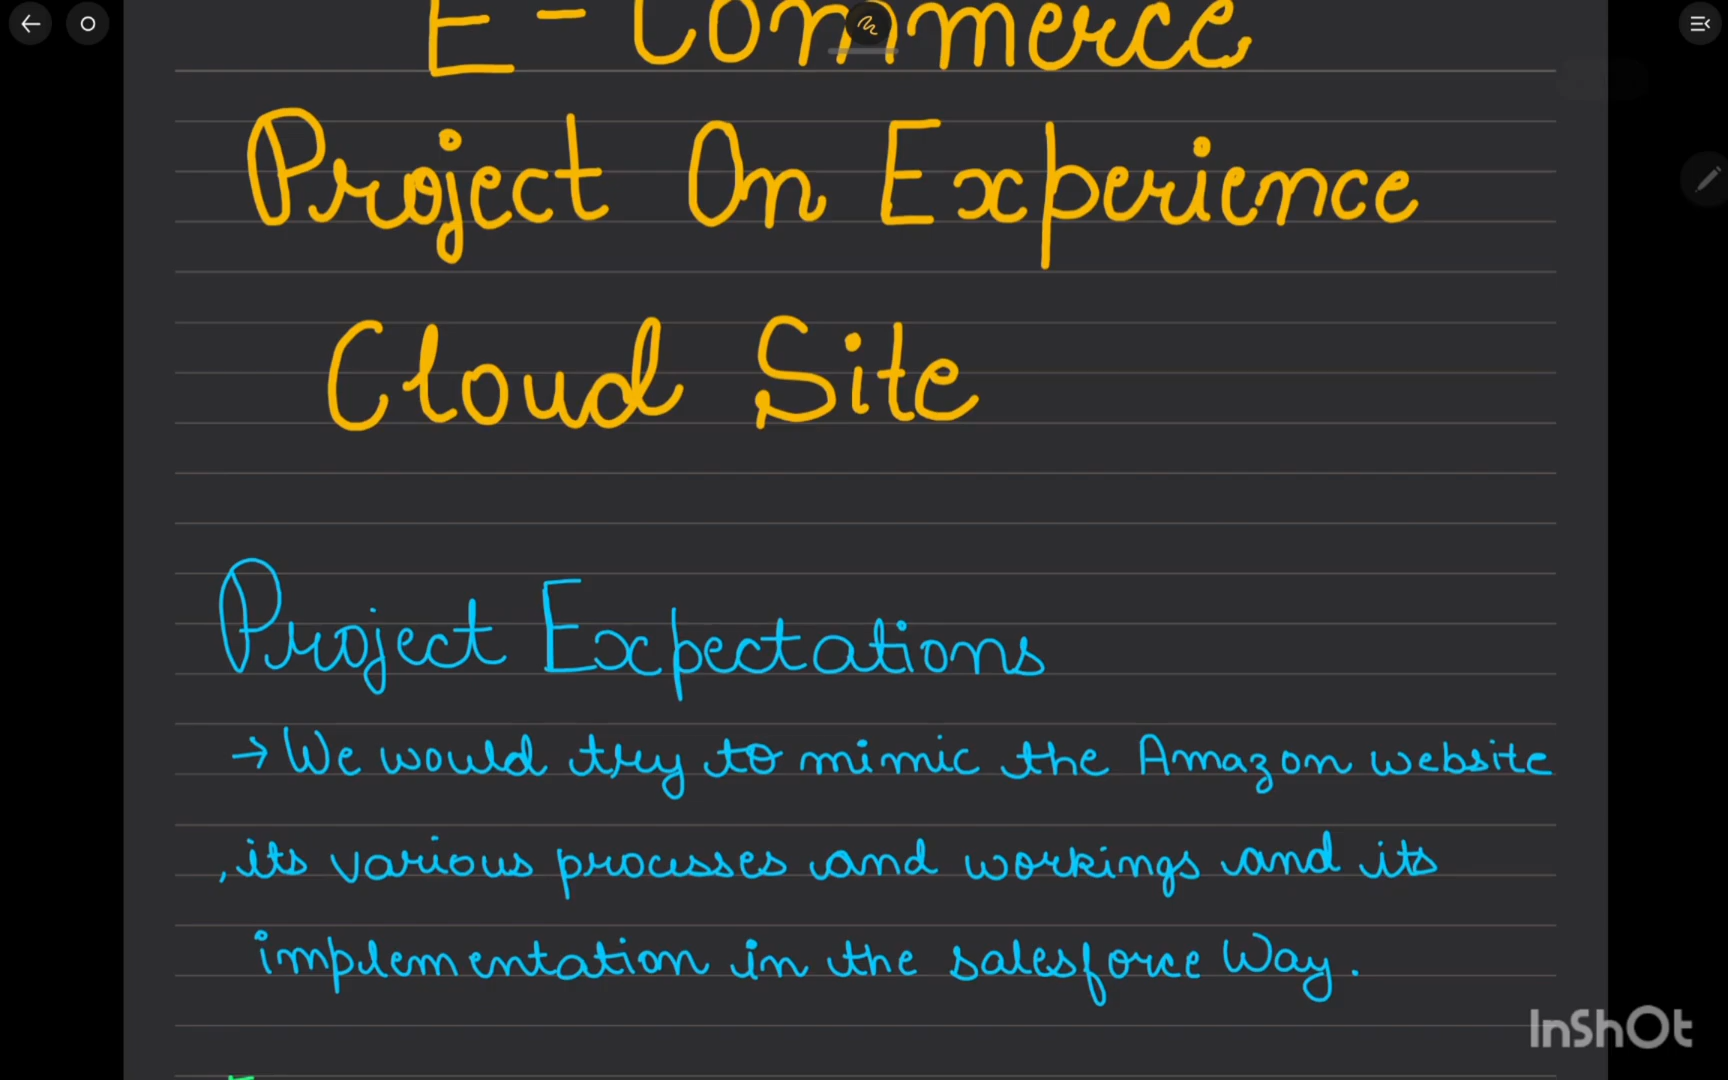 E - Commerce
Project On Experience
Cloud Site
Project Expectations
→ We would try to mimic the Amazon website
, its various processes and workings and its
implementation in the salesforce Way.
InShOt